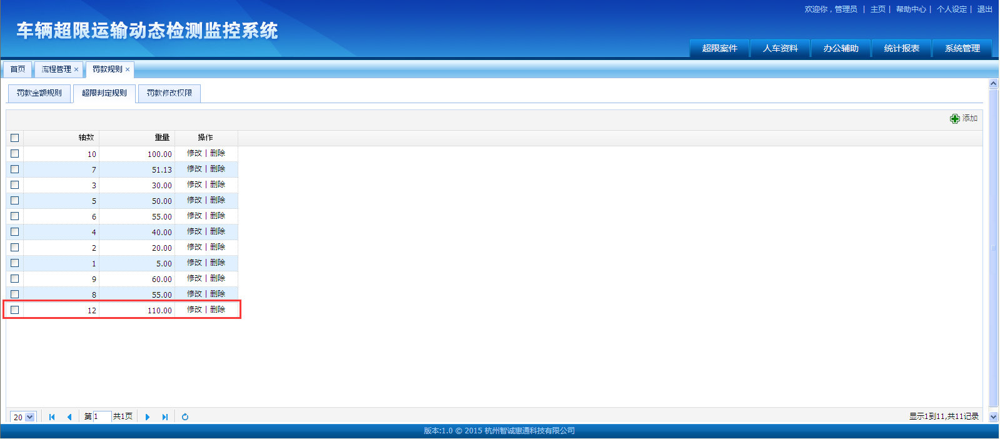 欢迎你，管理员 | 主页 | 帮助中心 | 个人设定 | 退出
车辆超限运输动态检测监控系统
超限案件 人车资料 办公辅助 统计报表 系统管理
首页 流程管理 × 罚款规则 ×
罚款金额规则 超限判定规则 罚款修改权限
添加
轴数 重量 操作
10 100.00 修改 | 删除
7 51.13 修改 | 删除
3 30.00 修改 | 删除
5 50.00 修改 | 删除
6 55.00 修改 | 删除
4 40.00 修改 | 删除
2 20.00 修改 | 删除
1 5.00 修改 | 删除
9 60.00 修改 | 删除
8 55.00 修改 | 删除
12 110.00 修改 | 删除
20 第 1 共1页 显示1到11,共11记录
版本:1.0 © 2015 杭州智诚惠通科技有限公司